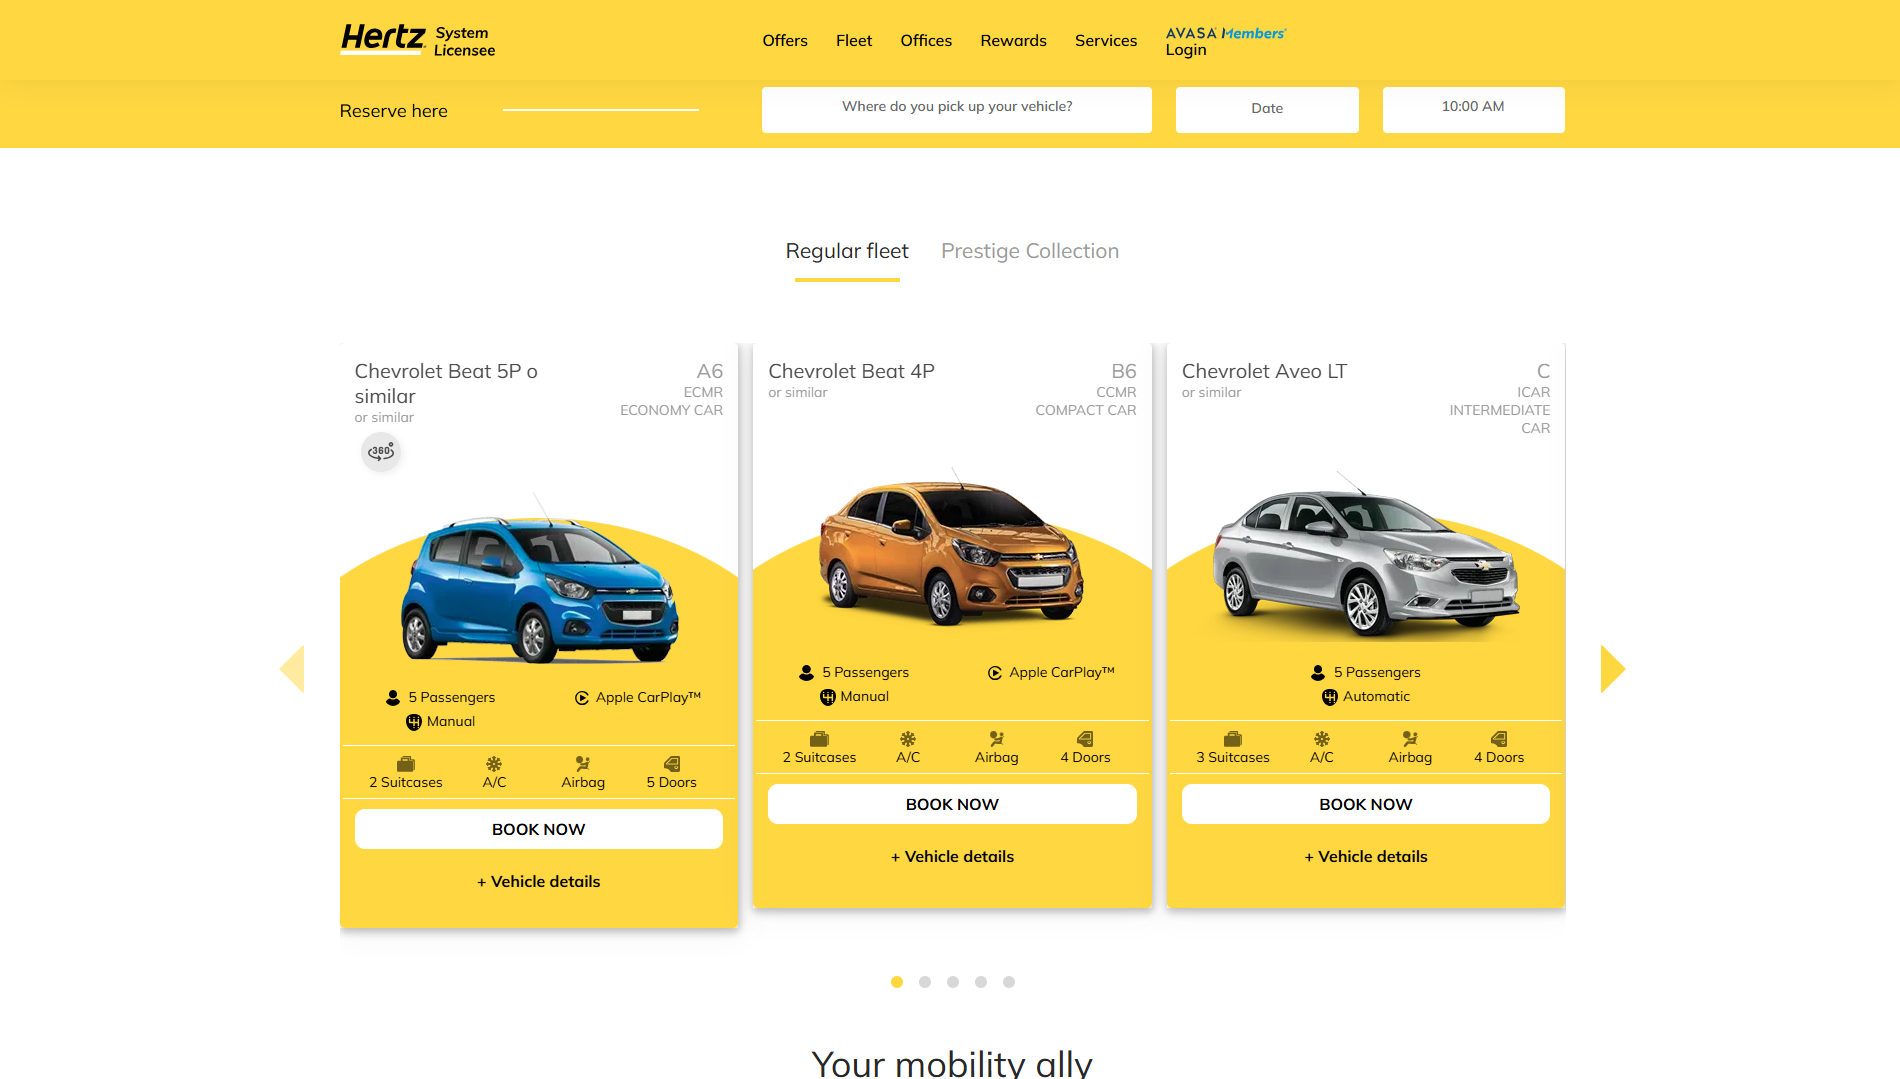 Hertz System
Licensee
Offers Fleet Offices Rewards Services AVASA Members
Login
Reserve here
Where do you pick up your vehicle?
Date
10:00 AM
Regular fleet Prestige Collection
Chevrolet Beat 5P o
similar
or similar
A6
ECMR
ECONOMY CAR
360°
5 Passengers
Manual
Apple CarPlay™
2 Suitcases A/C Airbag 5 Doors
BOOK NOW
+ Vehicle details
Chevrolet Beat 4P
or similar
B6
CCMR
COMPACT CAR
5 Passengers
Manual
Apple CarPlay™
2 Suitcases A/C Airbag 4 Doors
BOOK NOW
+ Vehicle details
Chevrolet Aveo LT
or similar
C
ICAR
INTERMEDIATE
CAR
5 Passengers
Automatic
3 Suitcases A/C Airbag 4 Doors
BOOK NOW
+ Vehicle details
Your mobility ally